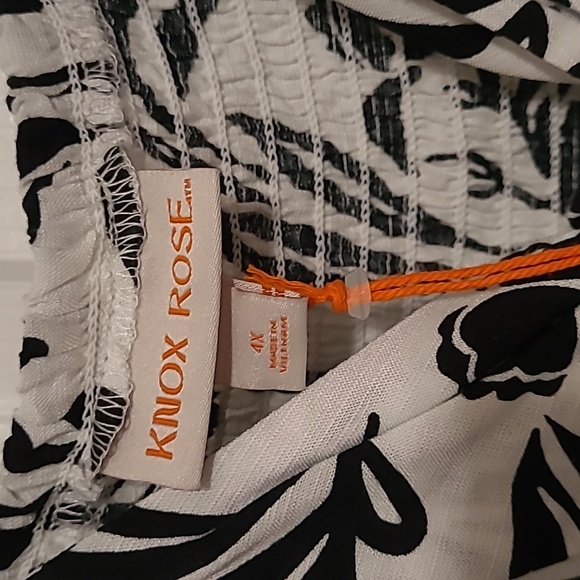 KNOX ROSE™
4X
MADE IN
VIETNAM